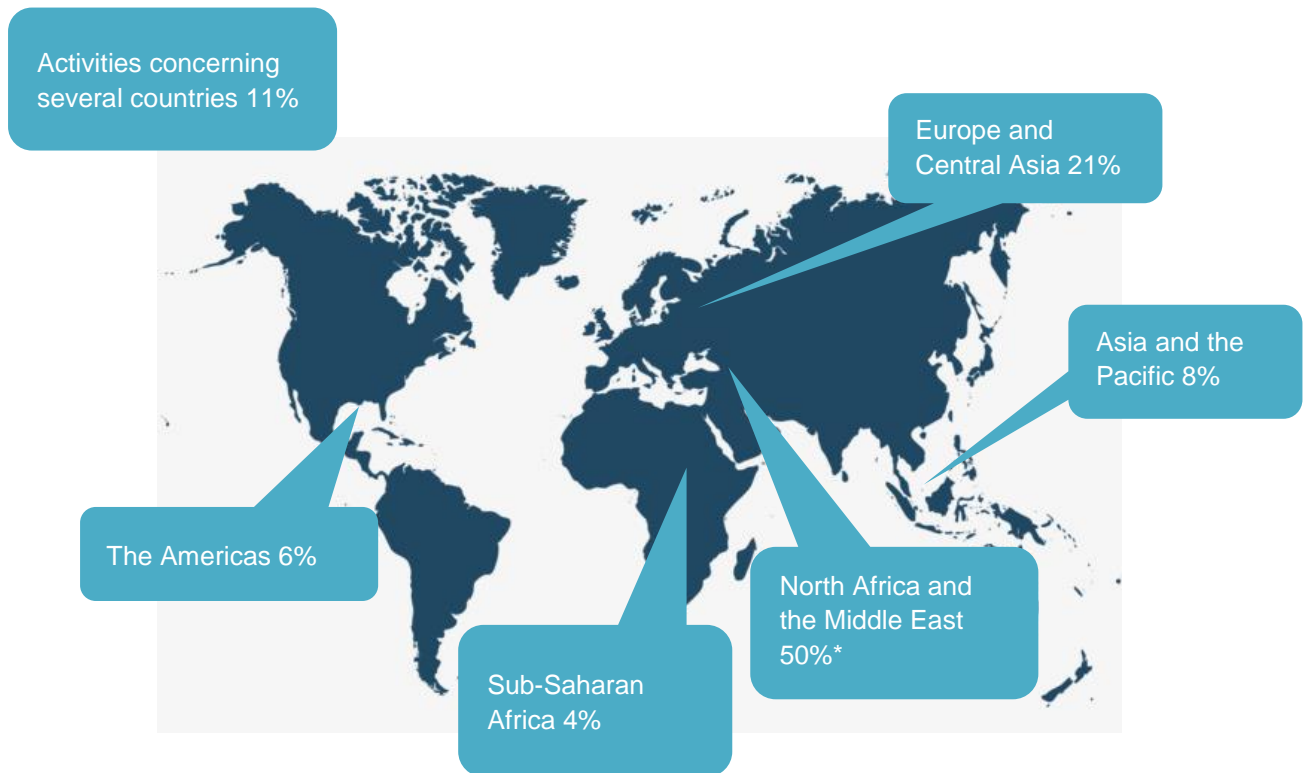 Activities concerning
several countries 11%
Europe and
Central Asia 21%
Asia and the
Pacific 8%
The Americas 6%
North Africa and
the Middle East
50%*
Sub-Saharan
Africa 4%